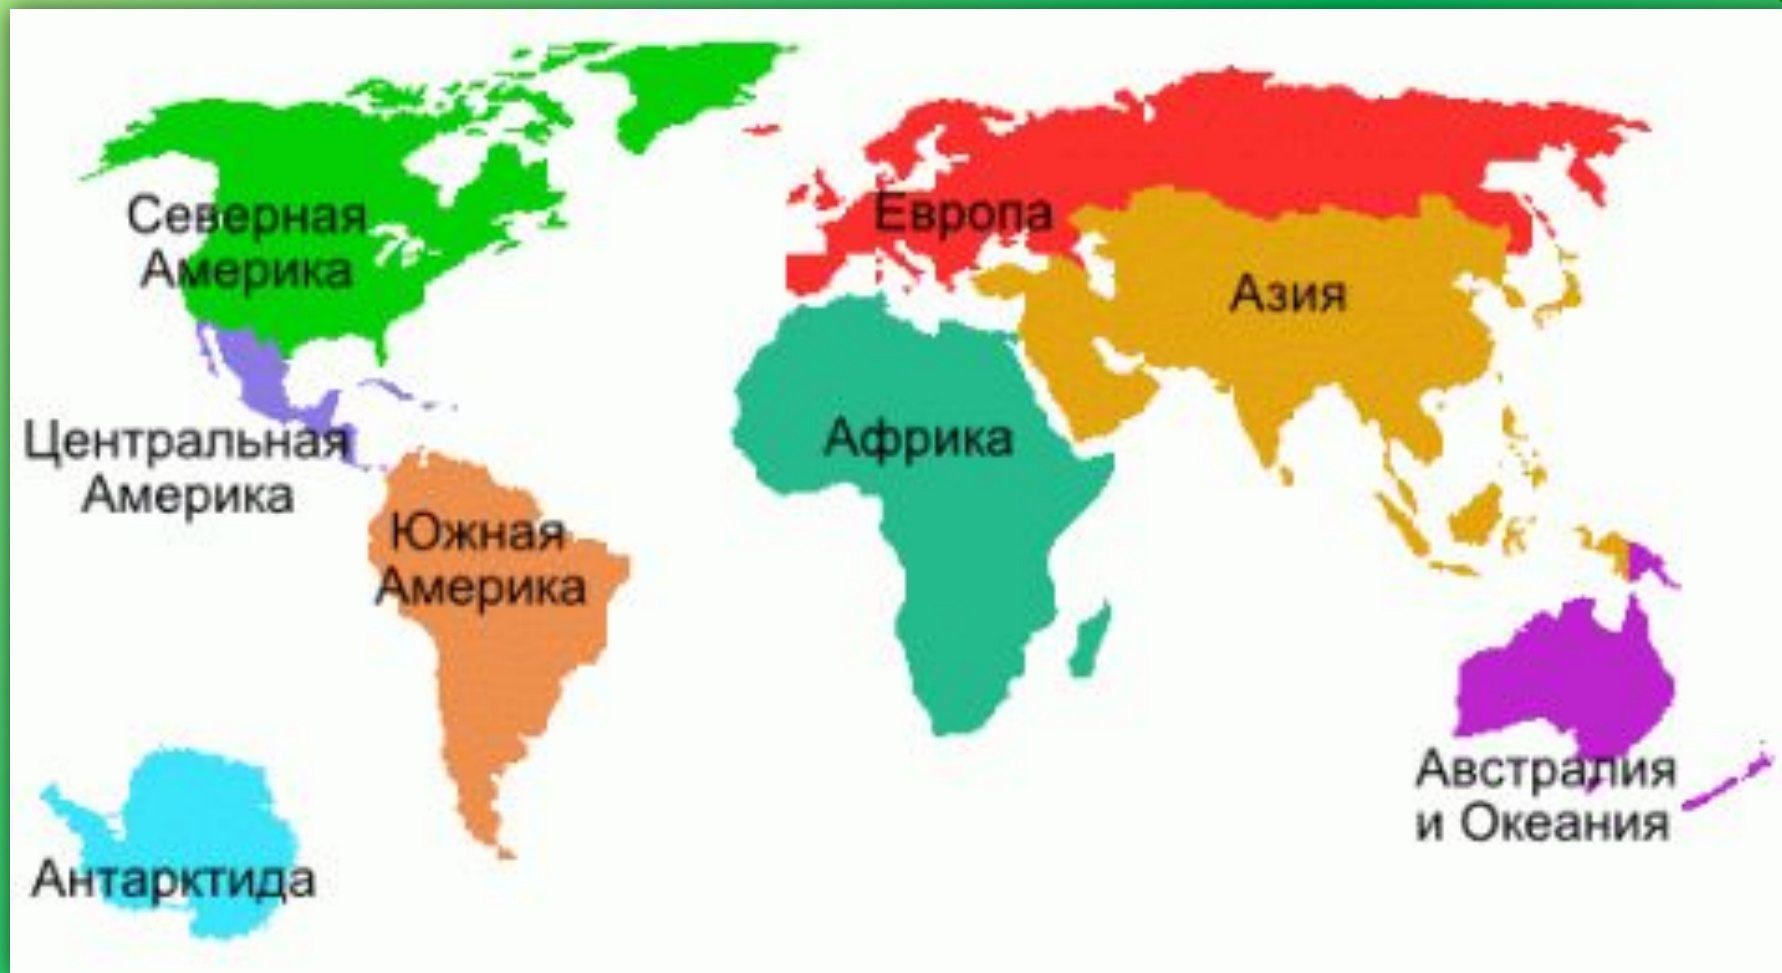 Северная
Америка
Европа
Азия
Центральная
Америка
Африка
Южная
Америка
Австралия
и Океания
Антарктида